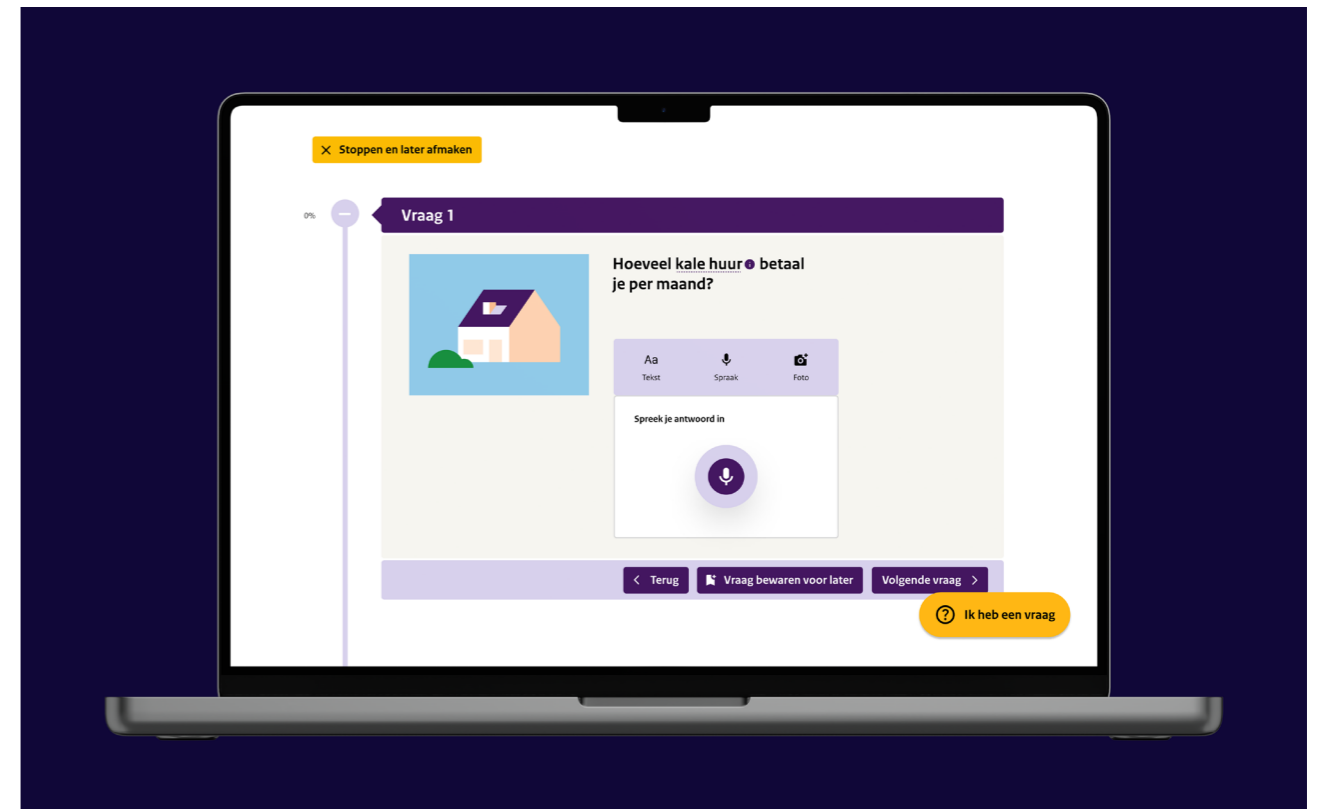 Stoppen en later afmaken
0%
Vraag 1
Hoeveel kale huur betaal
je per maand?
Aa
Tekst
Spraak
Foto
Spreek je antwoord in
Terug
Vraag bewaren voor later
Volgende vraag
Ik heb een vraag